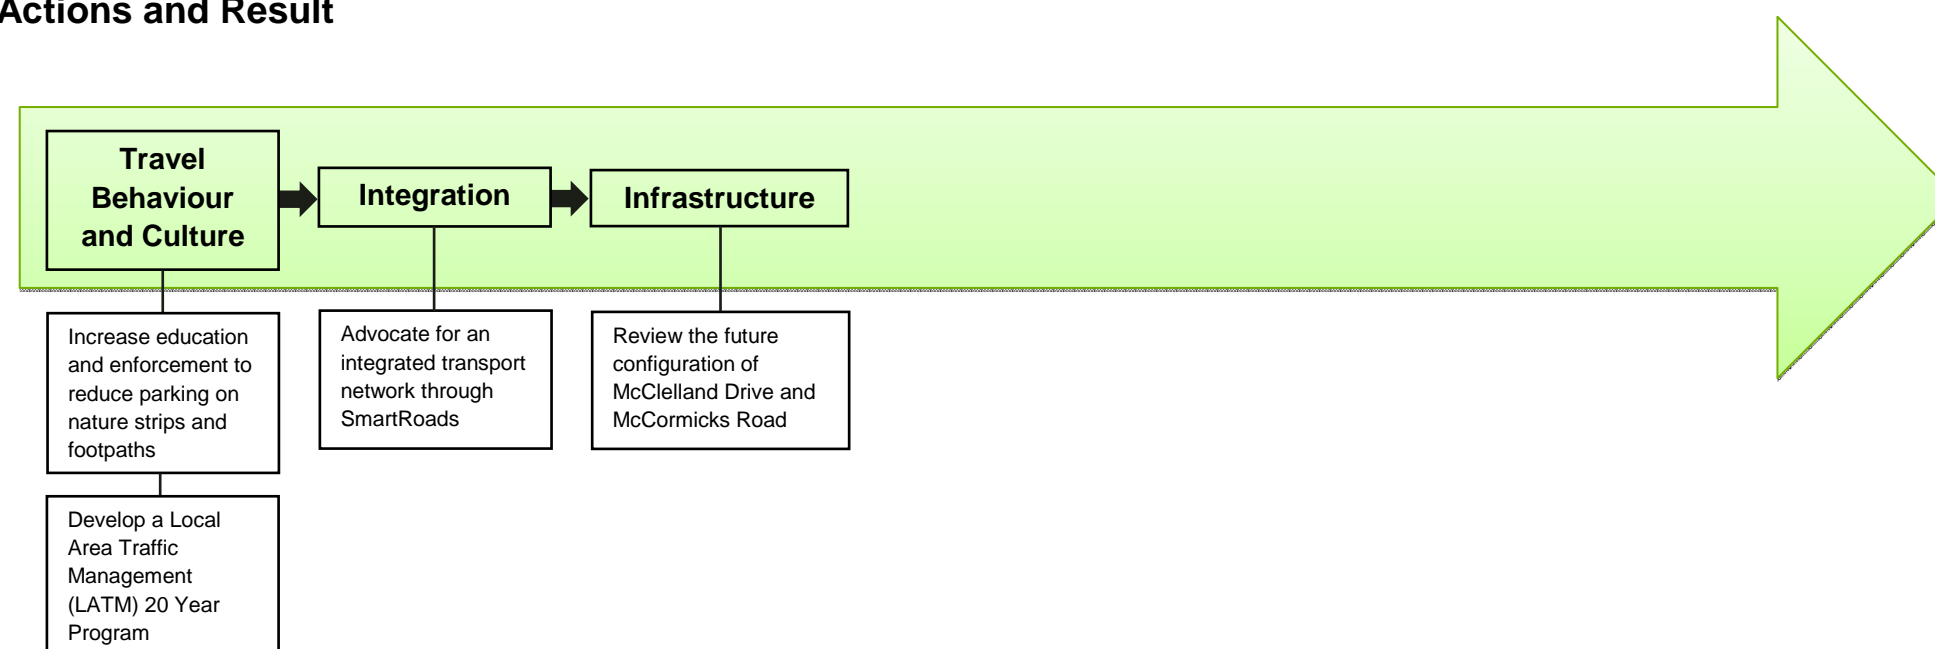 Actions and Result
Travel
Behaviour
and Culture
Integration
Infrastructure
Increase education
and enforcement to
reduce parking on
nature strips and
footpaths
Advocate for an
integrated transport
network through
SmartRoads
Review the future
configuration of
McClelland Drive and
McCormicks Road
Develop a Local
Area Traffic
Management
(LATM) 20 Year
Program